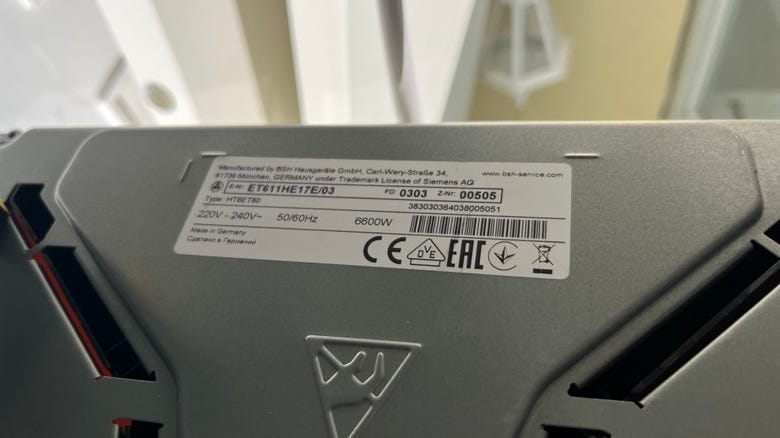 Manufactured by BSH Hausgeräte GmbH, Carl-Wery-Straße 34, www.bsh-service.com
81739 München, GERMANY under Trademark License of Siemens AG
E-Nr. ET611HE17E/03 FD 0303 Z-Nr. 00505
Type: HT6ET60 383030364038005051
220V - 240V~ 50/60Hz 6600W
Made in Germany
Сделано в Германии
CE DVE EAC